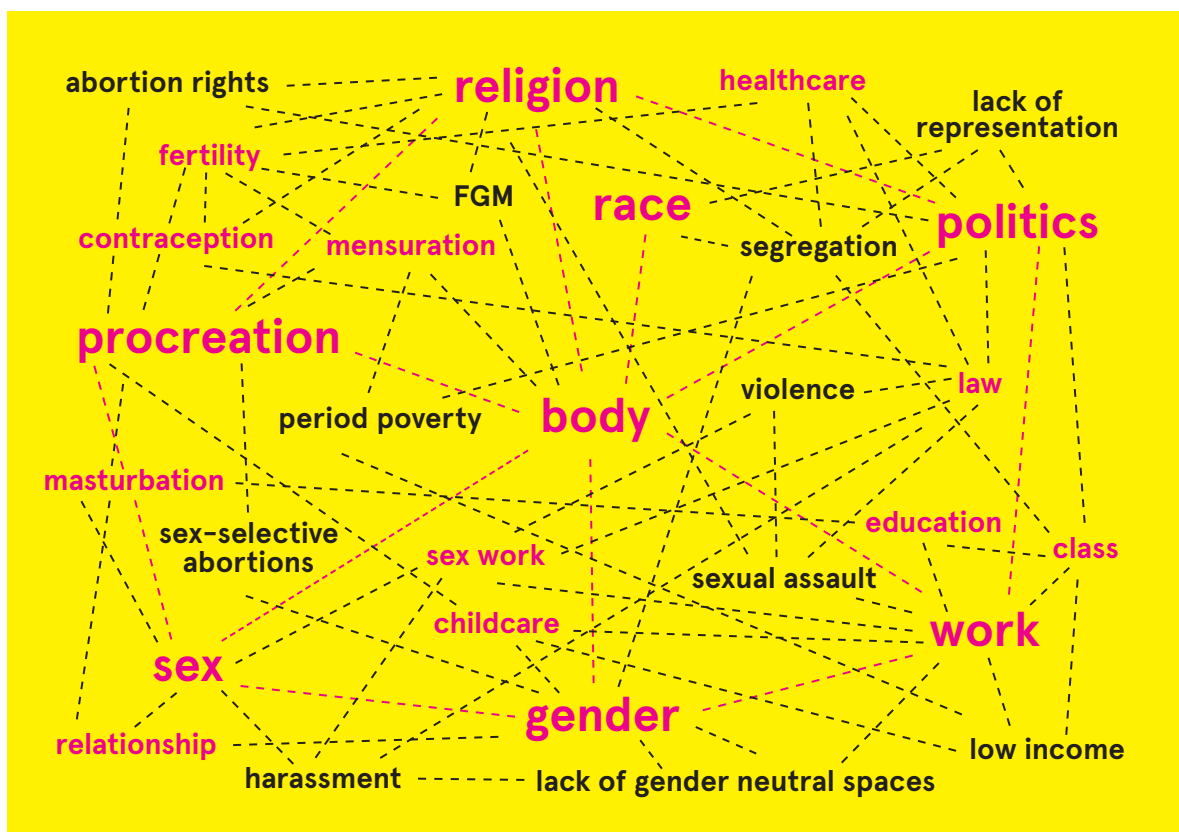 religion
healthcare
abortion rights
lack of
representation
fertility
FGM
race
politics
contraception
mensuration
segregation
procreation
violence
law
period poverty
body
masturbation
education
sex-selective
abortions
sex work
class
sexual assault
childcare
work
sex
gender
relationship
low income
harassment
lack of gender neutral spaces